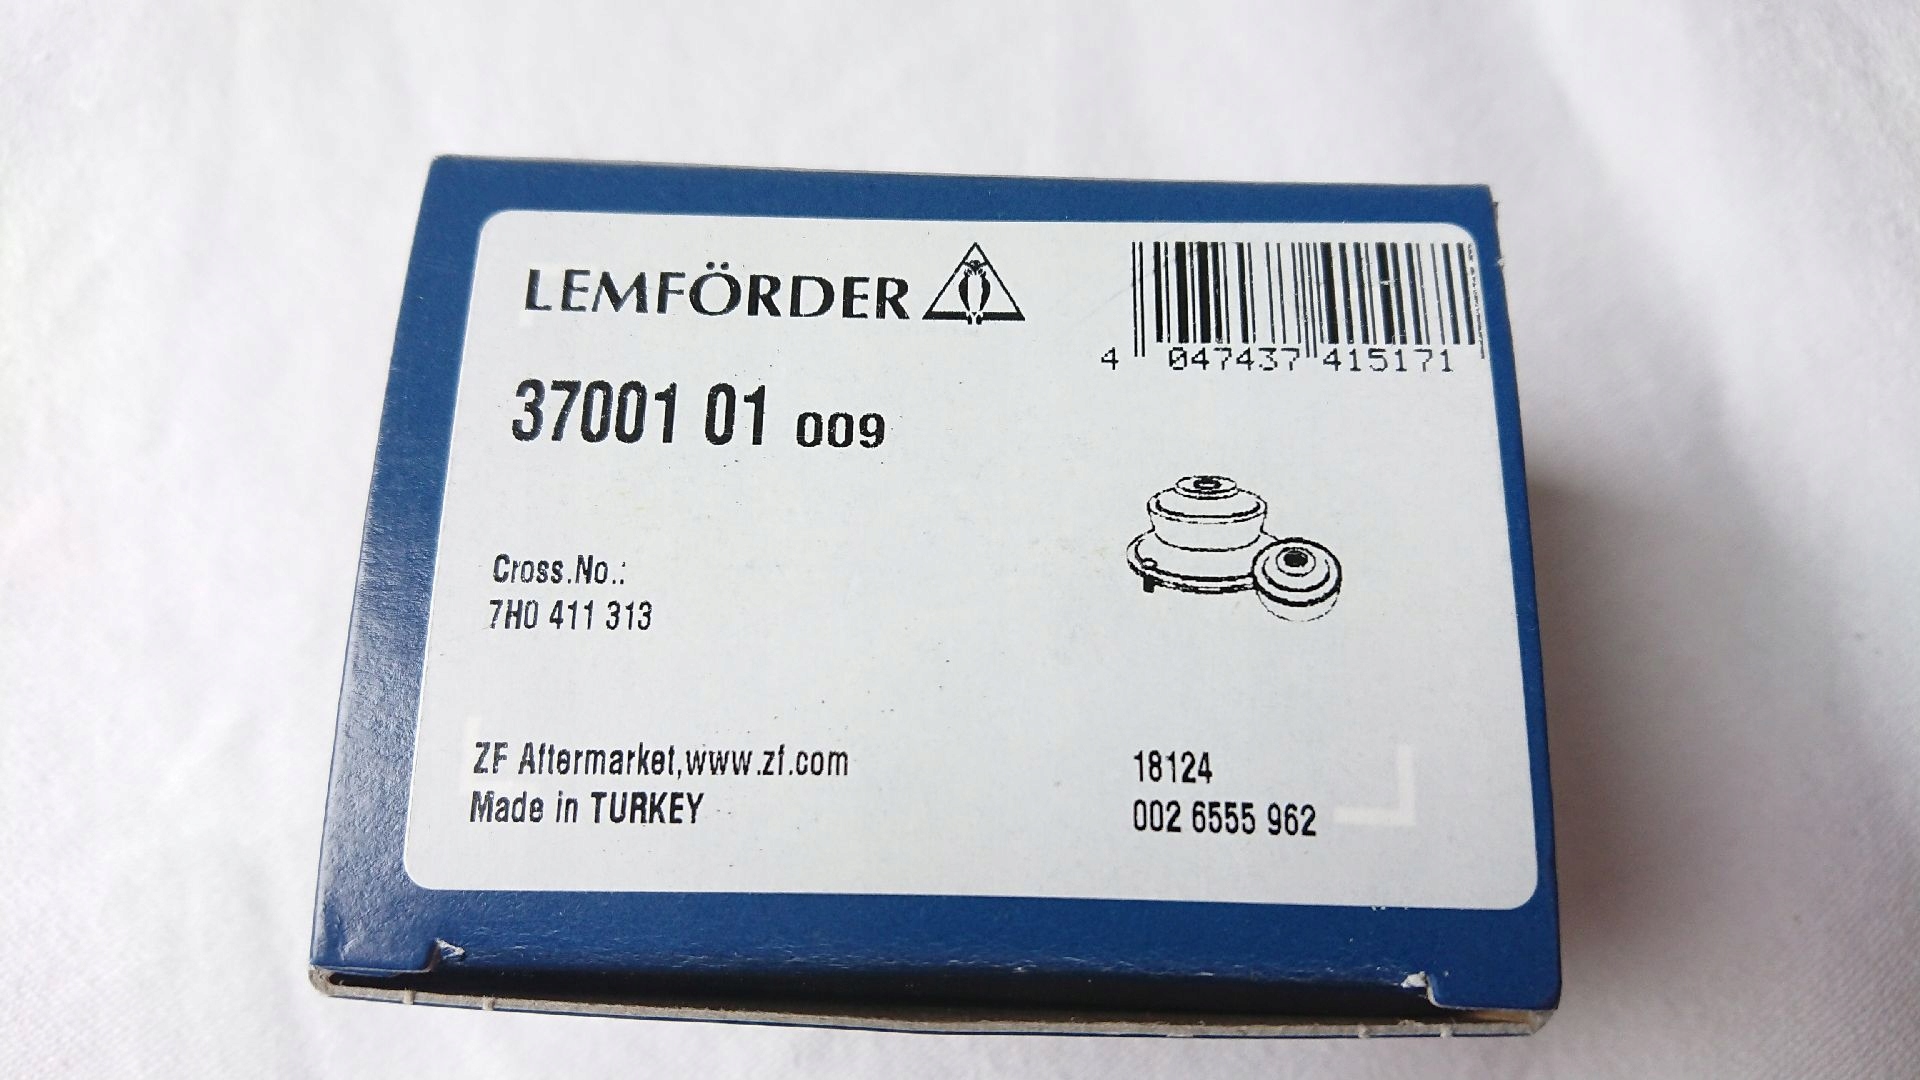 LEMFÖRDER
4 047437 415171
37001 01 009
Cross.No.:
7H0 411 313
ZF Aftermarket,www.zf.com
Made in TURKEY
18124
002 6555 962